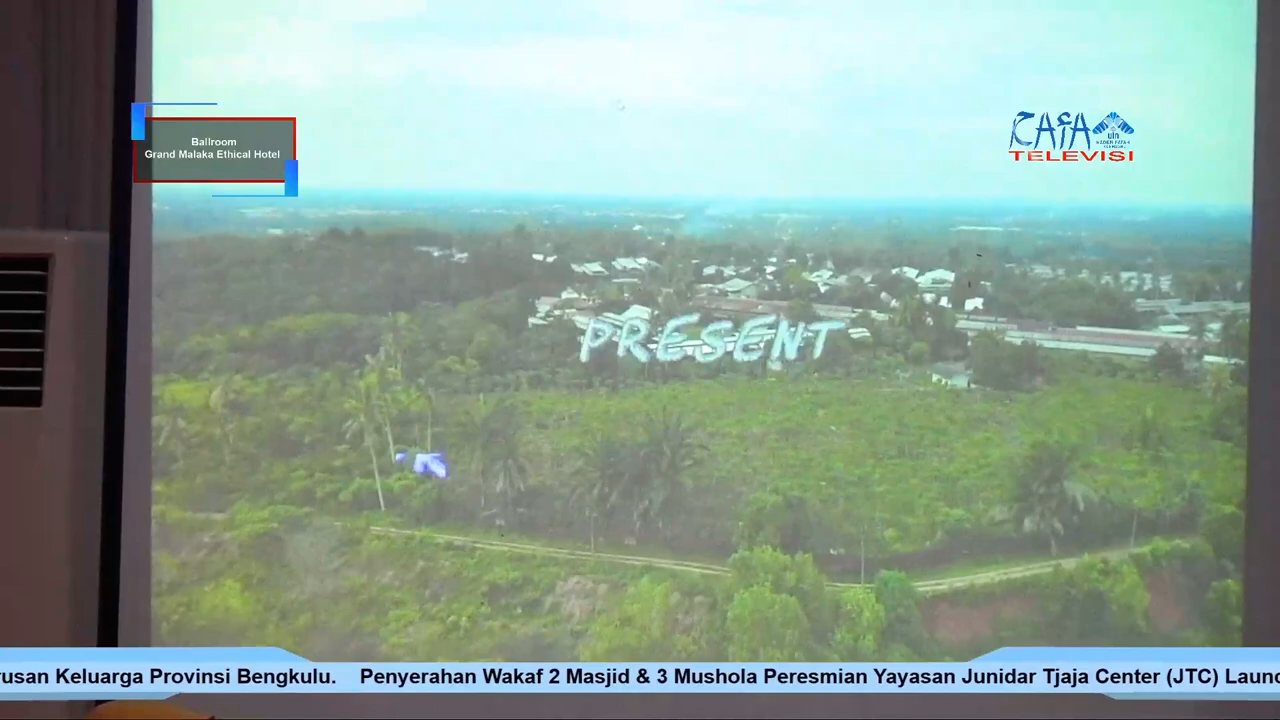 Ballroom
Grand Malaka Ethical Hotel
CAFA
uin
TELEVISI
PRESENT
rusan Keluarga Provinsi Bengkulu. Penyerahan Wakaf 2 Masjid & 3 Mushola Peresmian Yayasan Junidar Tjaja Center (JTC) Launc